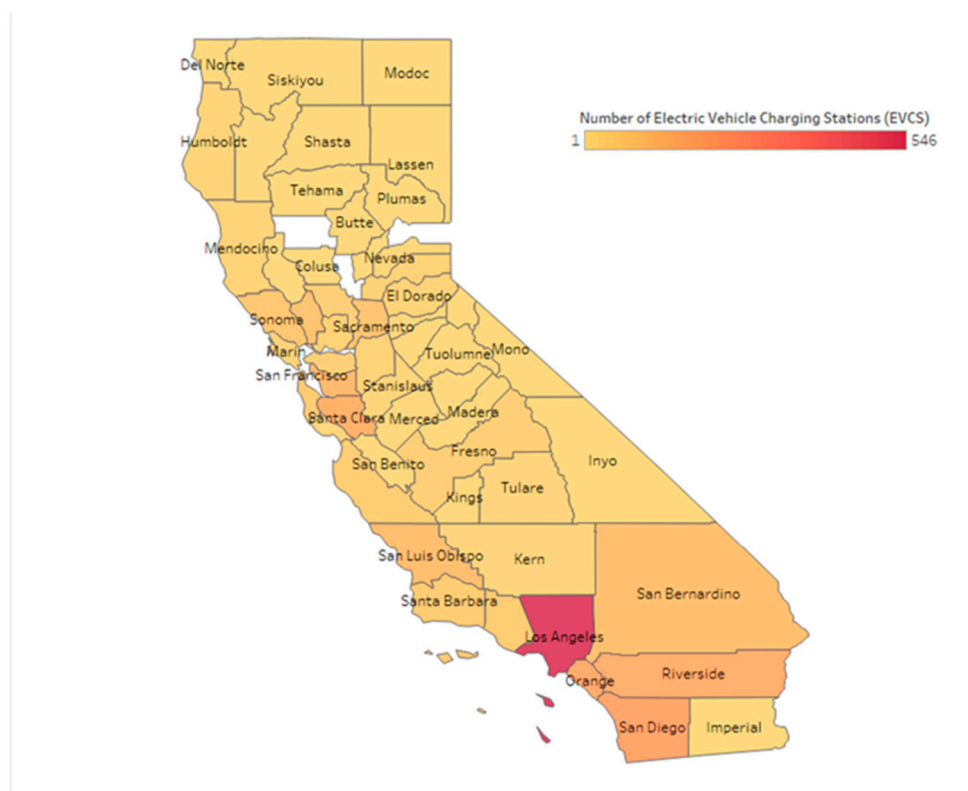 Del Norte
Siskiyou
Modoc
Number of Electric Vehicle Charging Stations (EVCS)
1
546
Humboldt
Shasta
Lassen
Tehama
Plumas
Butte
Mendocino
Nevada
Colusa
El Dorado
Sonoma
Sacramento
Marin
Tuolumne
Mono
San Francisco
Stanislaus
Santa Clara
Merced
Madera
Fresno
San Benito
Inyo
Tulare
Kings
San Luis Obispo
Kern
San Bernardino
Santa Barbara
Los Angeles
Orange
Riverside
San Diego
Imperial